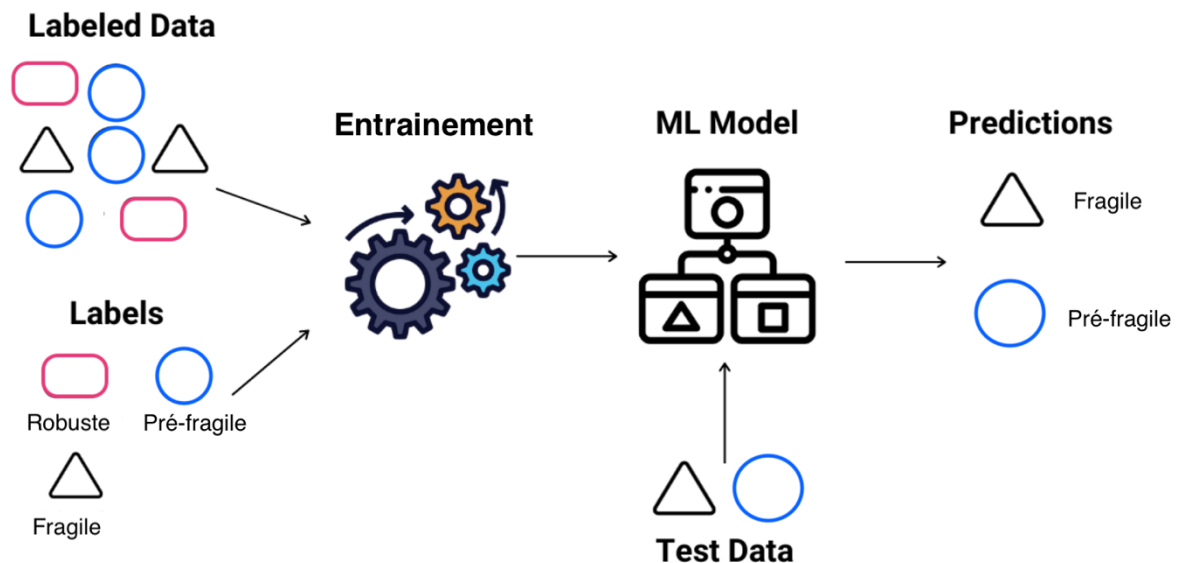 Labeled Data
Entrainement
ML Model
Predictions
Fragile
Labels
Pré-fragile
Robuste
Pré-fragile
Fragile
Test Data